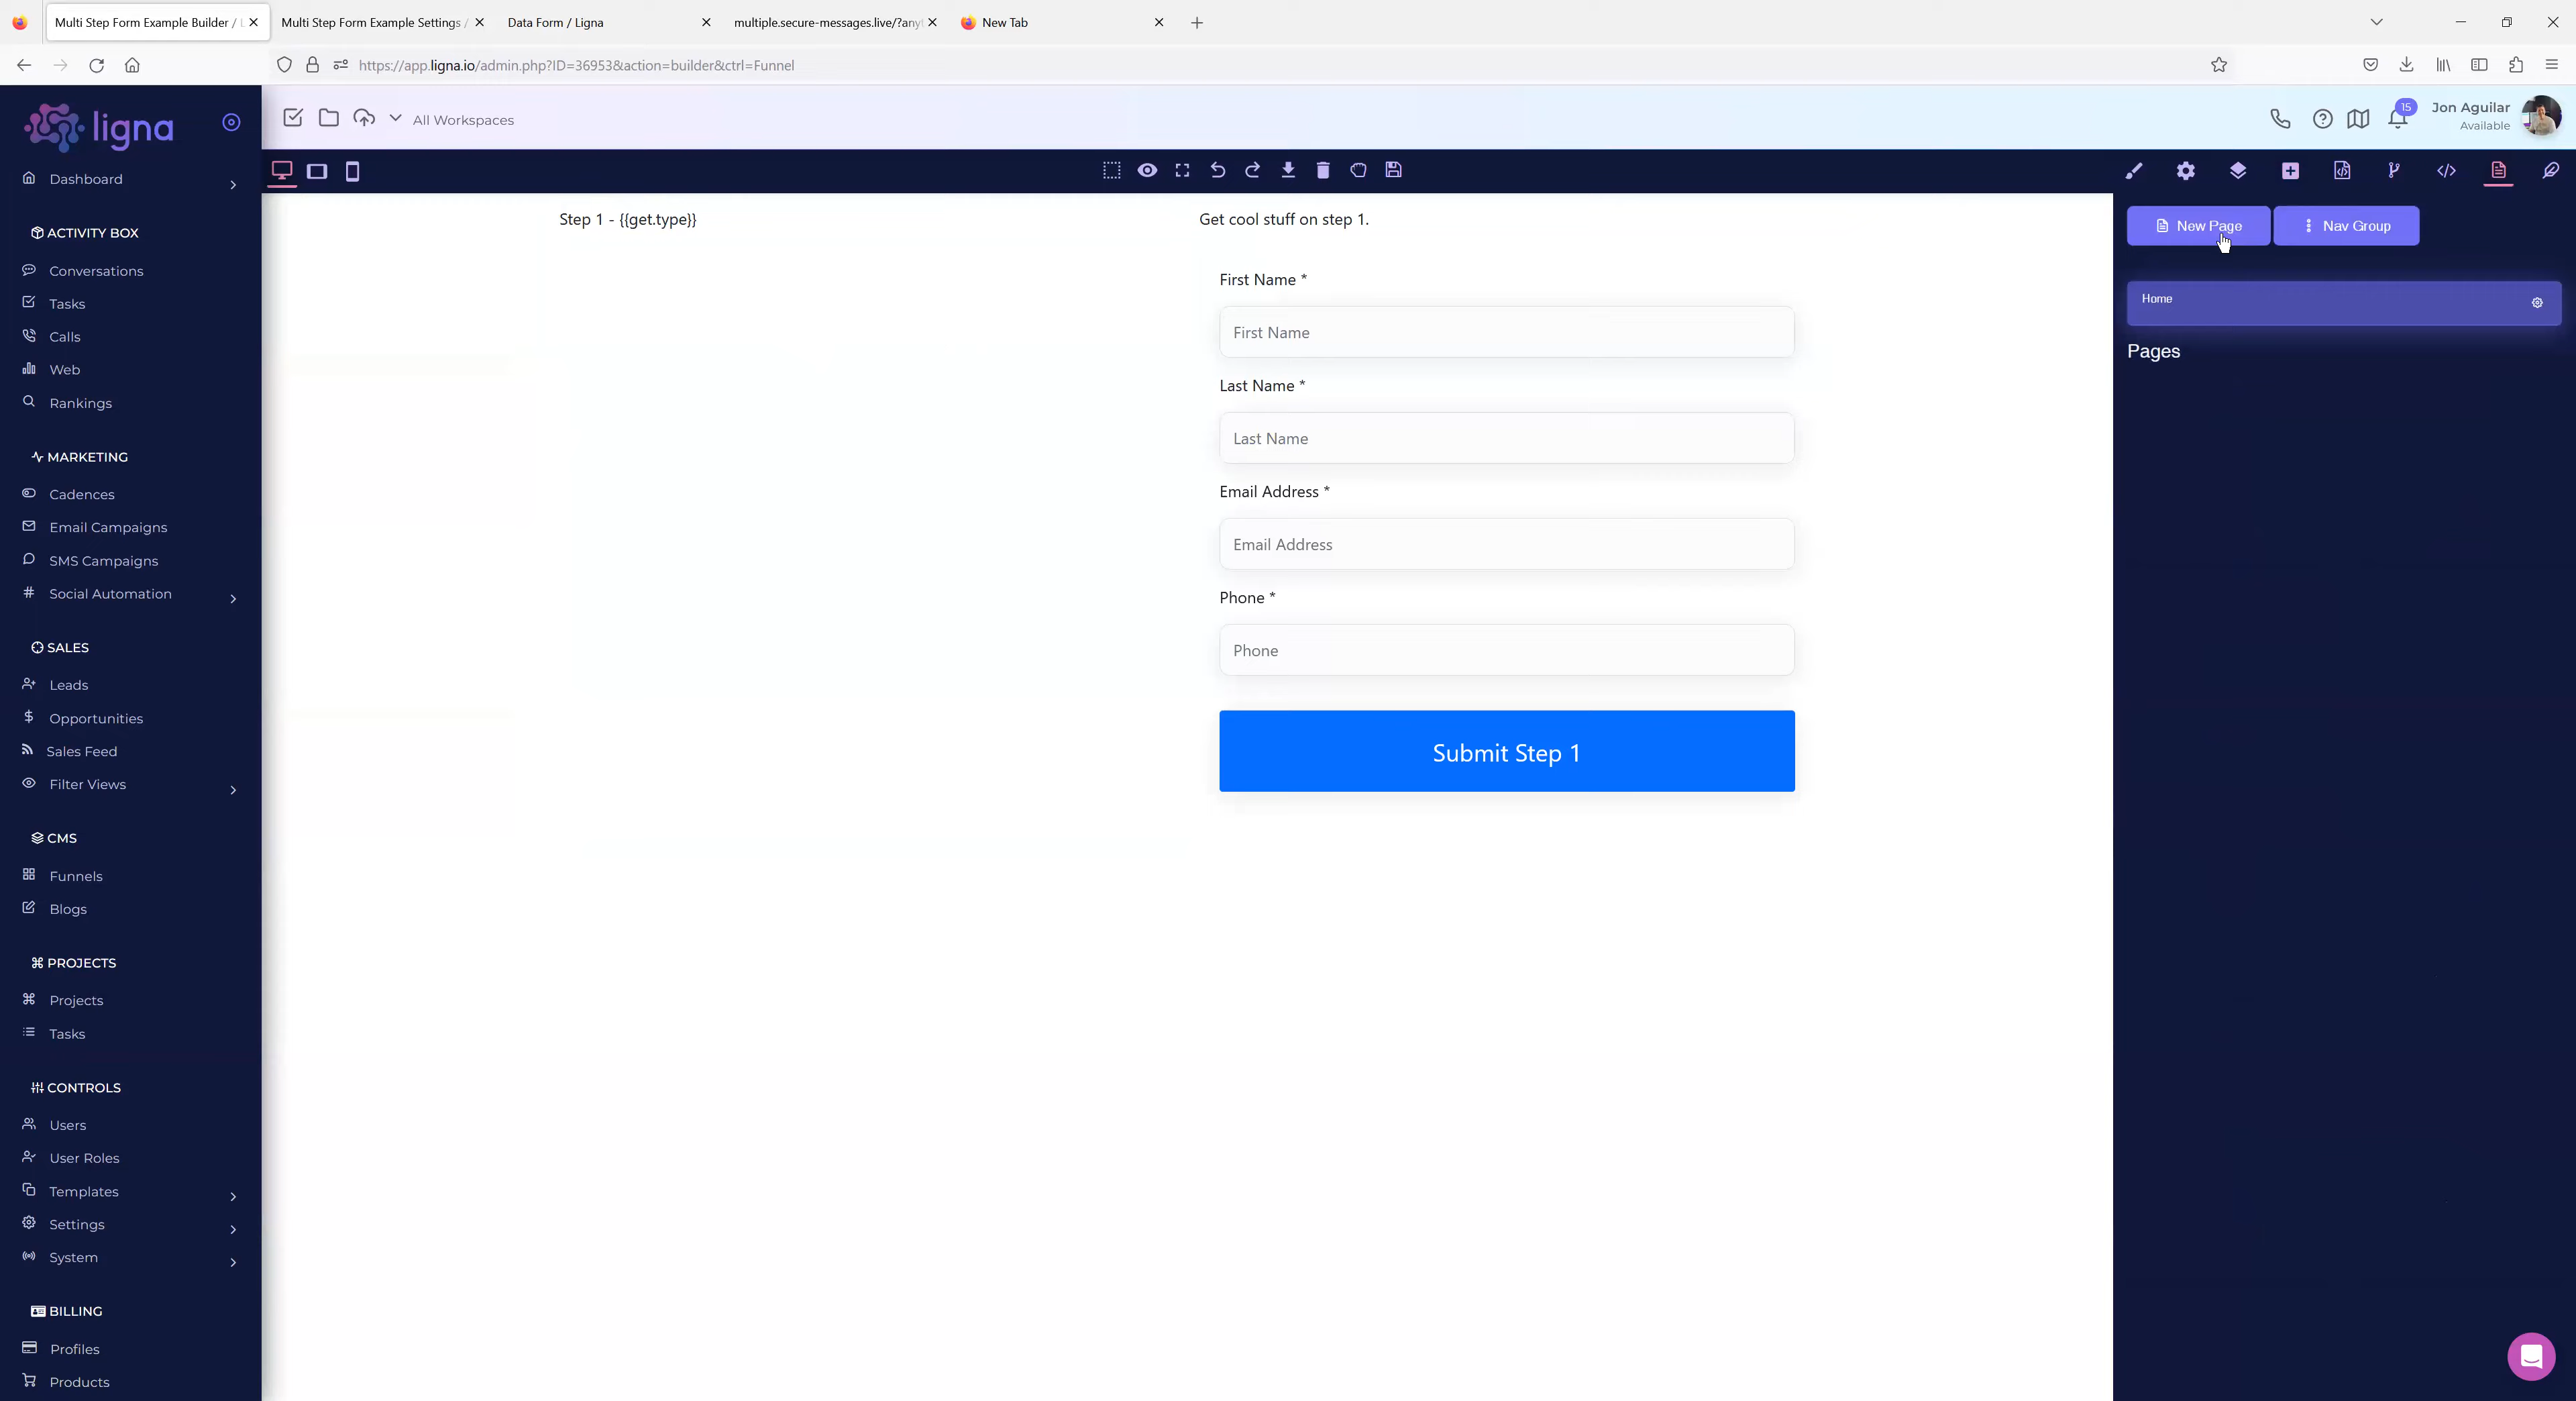 Multi Step Form Example Builder /
Multi Step Form Example Settings /
Data Form / Ligna
multiple.secure-messages.live/?any
New Tab
https://app.ligna.io/admin.php?ID=36953&action=builder&ctrl=Funnel
ligna
All Workspaces
15
Jon Aguilar
Available
Dashboard
ACTIVITY BOX
Conversations
Tasks
Calls
Web
Rankings
MARKETING
Cadences
Email Campaigns
SMS Campaigns
Social Automation
SALES
Leads
Opportunities
Sales Feed
Filter Views
CMS
Funnels
Blogs
PROJECTS
Projects
Tasks
CONTROLS
Users
User Roles
Templates
Settings
System
BILLING
Profiles
Products
Step 1 - {{get.type}}
Get cool stuff on step 1.
First Name *
First Name
Last Name *
Last Name
Email Address *
Email Address
Phone *
Phone
Submit Step 1
New Page
Nav Group
Home
Pages